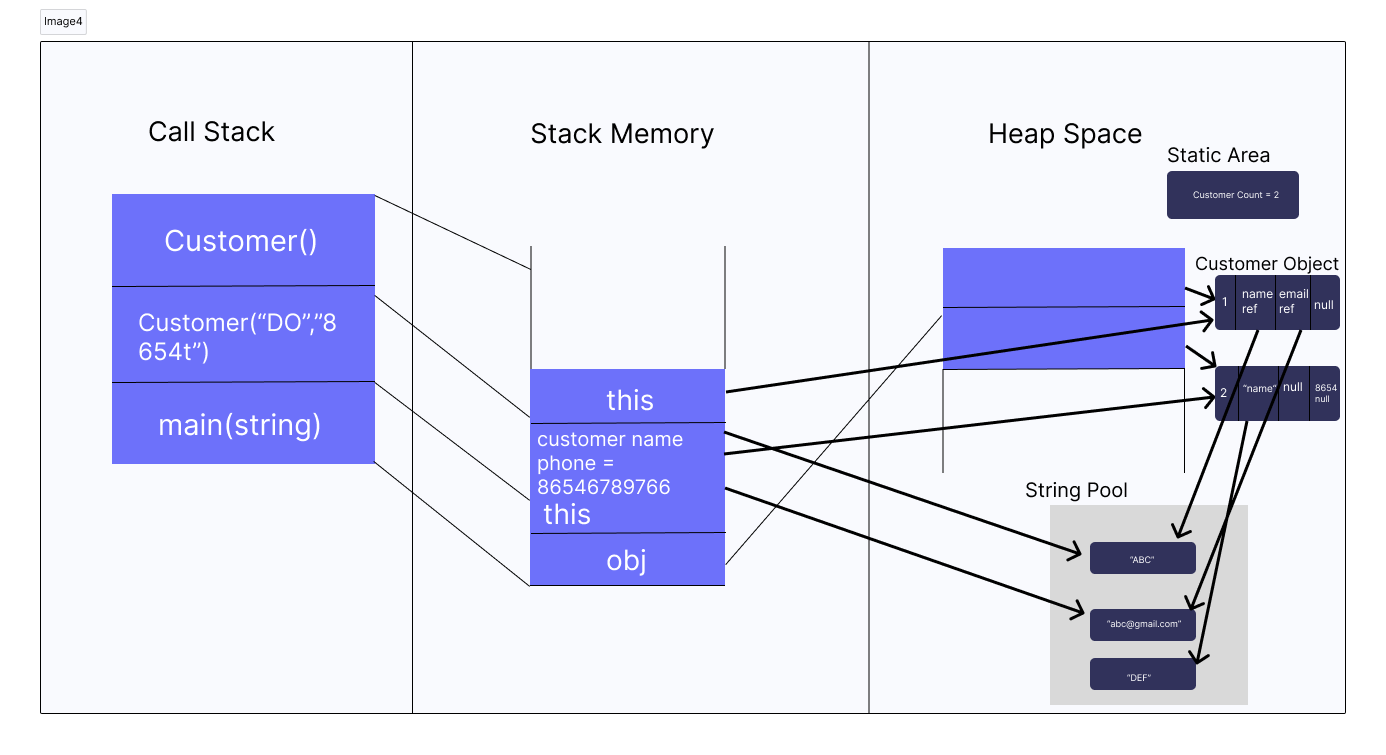 Image4
Call Stack
Stack Memory
Heap Space
Static Area
Customer Count = 2
Customer()
Customer(“DO”,”8
654t”)
main(string)
this
customer name
phone =
86546789766
this
obj
Customer Object
1
name
ref
email
ref
null
2
“name”
null
8654
null
String Pool
“ABC”
“abc@gmail.com”
“DEF”